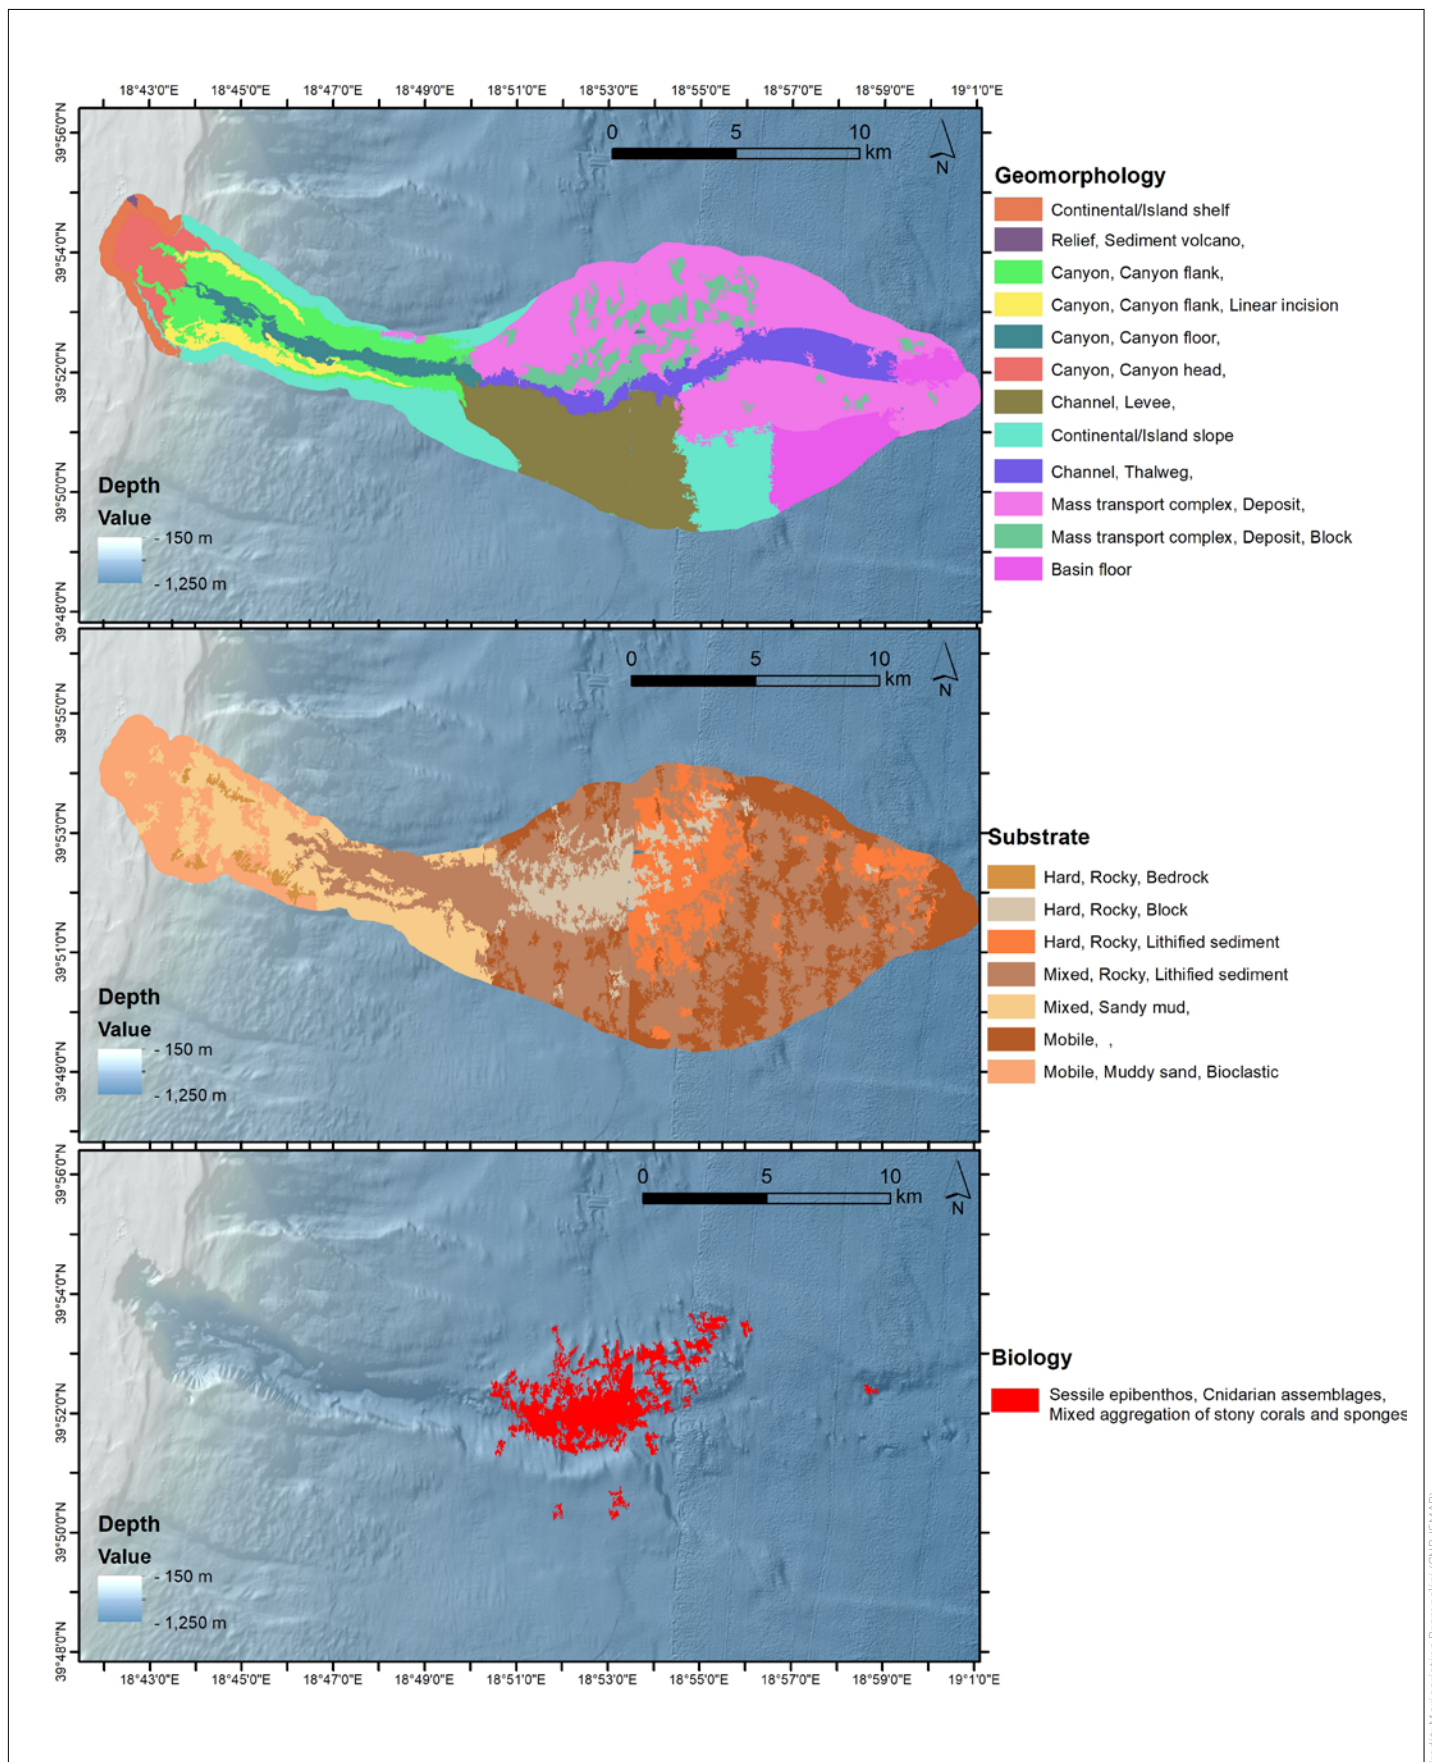 18°43'0"E 18°45'0"E 18°47'0"E 18°49'0"E 18°51'0"E 18°53'0"E 18°55'0"E 18°57'0"E 18°59'0"E 19°1'0"E
39°56'0"N
39°54'0"N
39°52'0"N
39°50'0"N
39°48'0"N
0 5 10
km
N
Depth
Value
- 150 m
- 1,250 m
Geomorphology
Continental/Island shelf
Relief, Sediment volcano,
Canyon, Canyon flank,
Canyon, Canyon flank, Linear incision
Canyon, Canyon floor,
Canyon, Canyon head,
Channel, Levee,
Continental/Island slope
Channel, Thalweg,
Mass transport complex, Deposit,
Mass transport complex, Deposit, Block
Basin floor
39°55'0"N
39°53'0"N
39°51'0"N
39°49'0"N
0 5 10
km
N
Depth
Value
- 150 m
- 1,250 m
Substrate
Hard, Rocky, Bedrock
Hard, Rocky, Block
Hard, Rocky, Lithified sediment
Mixed, Rocky, Lithified sediment
Mixed, Sandy mud,
Mobile, ,
Mobile, Muddy sand, Bioclastic
39°56'0"N
39°54'0"N
39°52'0"N
39°50'0"N
39°48'0"N
0 5 10
km
N
Depth
Value
- 150 m
- 1,250 m
Biology
Sessile epibenthos, Cnidarian assemblages,
Mixed aggregation of stony corals and sponges
18°43'0"E 18°45'0"E 18°47'0"E 18°49'0"E 18°51'0"E 18°53'0"E 18°55'0"E 18°57'0"E 18°59'0"E 19°1'0"E